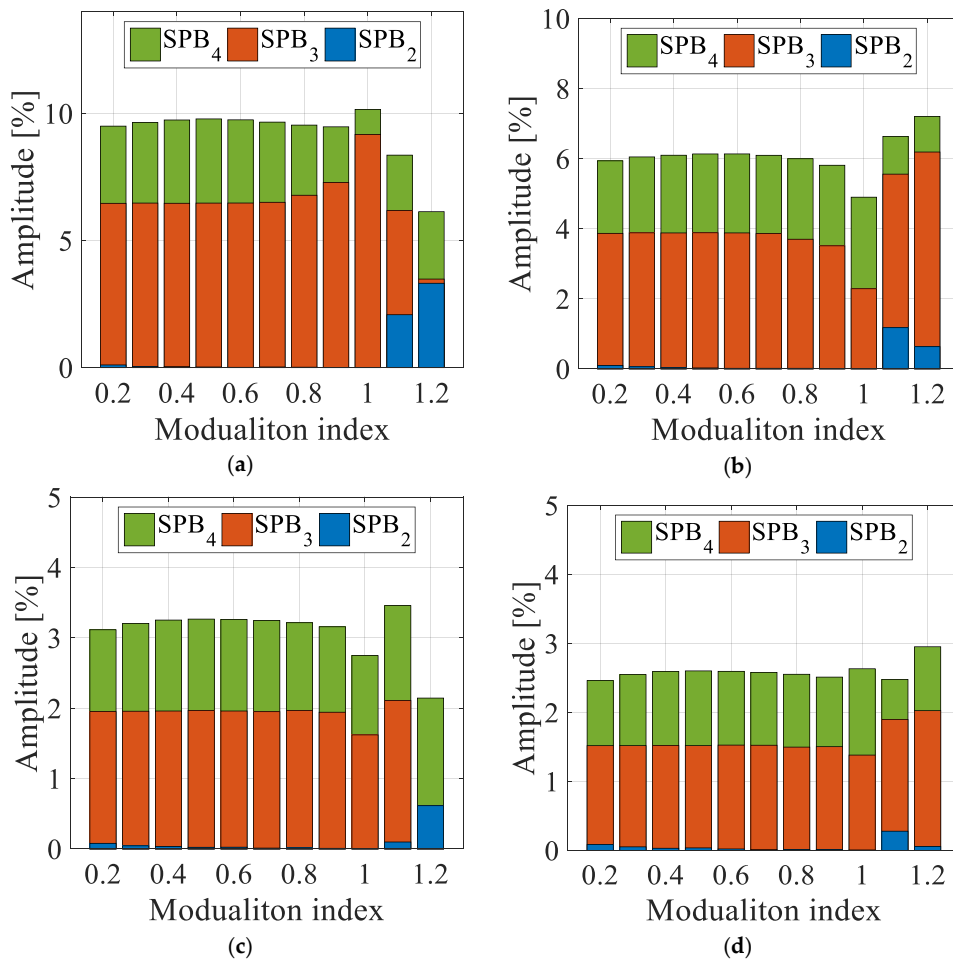 SPB4 SPB3 SPB2
Amplitude [%]
10
5
0
0.2 0.4 0.6 0.8 1 1.2
Modualiton index
(a)
SPB4 SPB3 SPB2
Amplitude [%]
10
8
6
4
2
0
0.2 0.4 0.6 0.8 1 1.2
Modualiton index
(b)
SPB4 SPB3 SPB2
Amplitude [%]
5
4
3
2
1
0
0.2 0.4 0.6 0.8 1 1.2
Modualiton index
(c)
SPB4 SPB3 SPB2
Amplitude [%]
5
4
3
2
1
0
0.2 0.4 0.6 0.8 1 1.2
Modualiton index
(d)